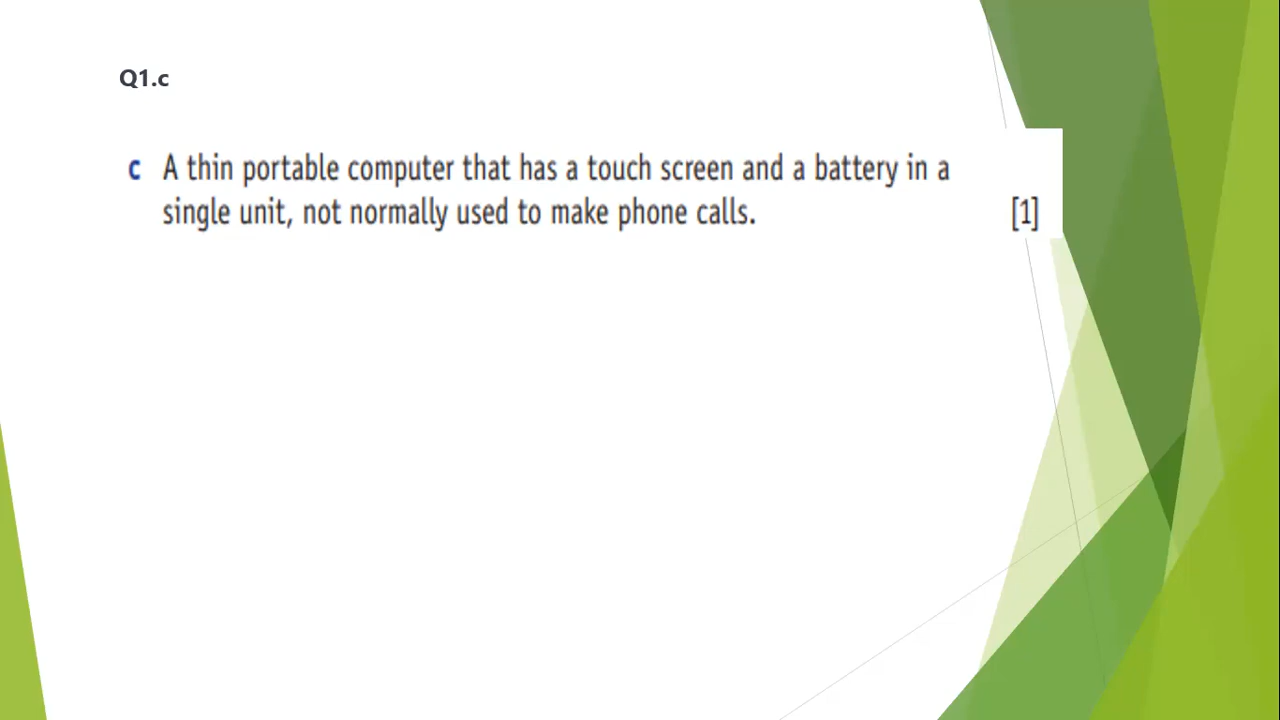 Q1.c
c A thin portable computer that has a touch screen and a battery in a
single unit, not normally used to make phone calls. [1]